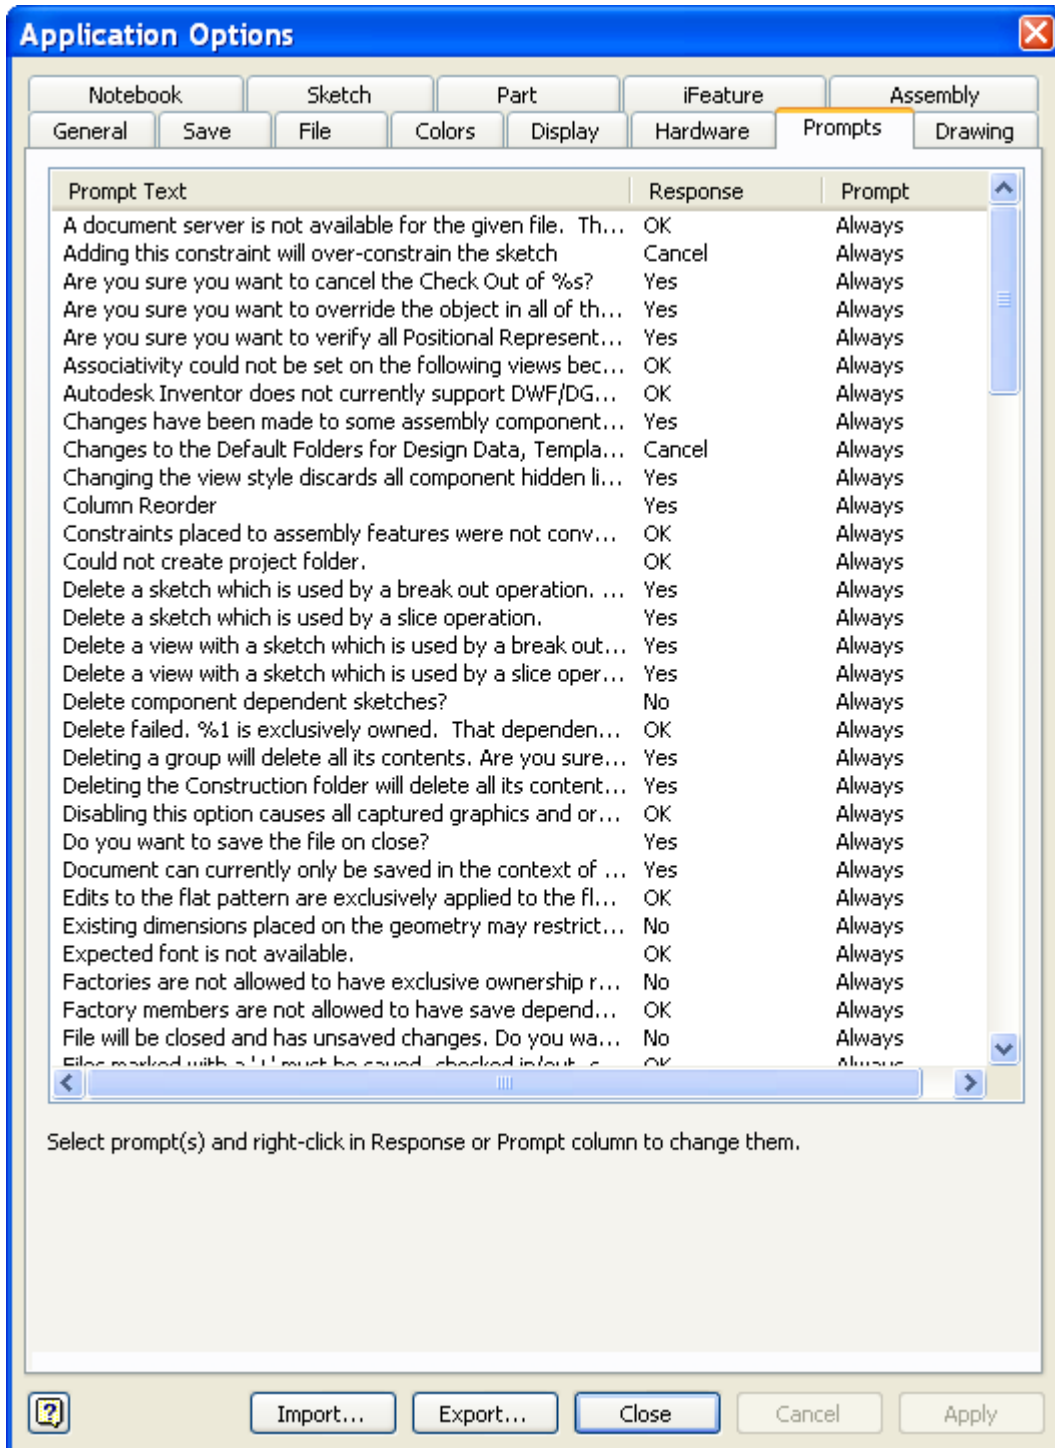 Application Options
Notebook Sketch Part iFeature Assembly
General Save File Colors Display Hardware Prompts Drawing
Prompt Text Response Prompt
A document server is not available for the given file.  Th... OK Always
Adding this constraint will over-constrain the sketch Cancel Always
Are you sure you want to cancel the Check Out of %s? Yes Always
Are you sure you want to override the object in all of th... Yes Always
Are you sure you want to verify all Positional Represent... Yes Always
Associativity could not be set on the following views bec... OK Always
Autodesk Inventor does not currently support DWF/DG... OK Always
Changes have been made to some assembly component... Yes Always
Changes to the Default Folders for Design Data, Templa... Cancel Always
Changing the view style discards all component hidden li... Yes Always
Column Reorder Yes Always
Constraints placed to assembly features were not conv... OK Always
Could not create project folder. OK Always
Delete a sketch which is used by a break out operation. ... Yes Always
Delete a sketch which is used by a slice operation. Yes Always
Delete a view with a sketch which is used by a break out... Yes Always
Delete a view with a sketch which is used by a slice oper... Yes Always
Delete component dependent sketches? No Always
Delete failed. %1 is exclusively owned.  That dependen... OK Always
Deleting a group will delete all its contents. Are you sure... Yes Always
Deleting the Construction folder will delete all its content... Yes Always
Disabling this option causes all captured graphics and or... OK Always
Do you want to save the file on close? Yes Always
Document can currently only be saved in the context of ... Yes Always
Edits to the flat pattern are exclusively applied to the fl... OK Always
Existing dimensions placed on the geometry may restrict... No Always
Expected font is not available. OK Always
Factories are not allowed to have exclusive ownership r... No Always
Factory members are not allowed to have save depend... OK Always
File will be closed and has unsaved changes. Do you wa... No Always
Files marked with a '+' must be saved, checked in/out, OK Always
Select prompt(s) and right-click in Response or Prompt column to change them.
Import... Export... Close Cancel Apply